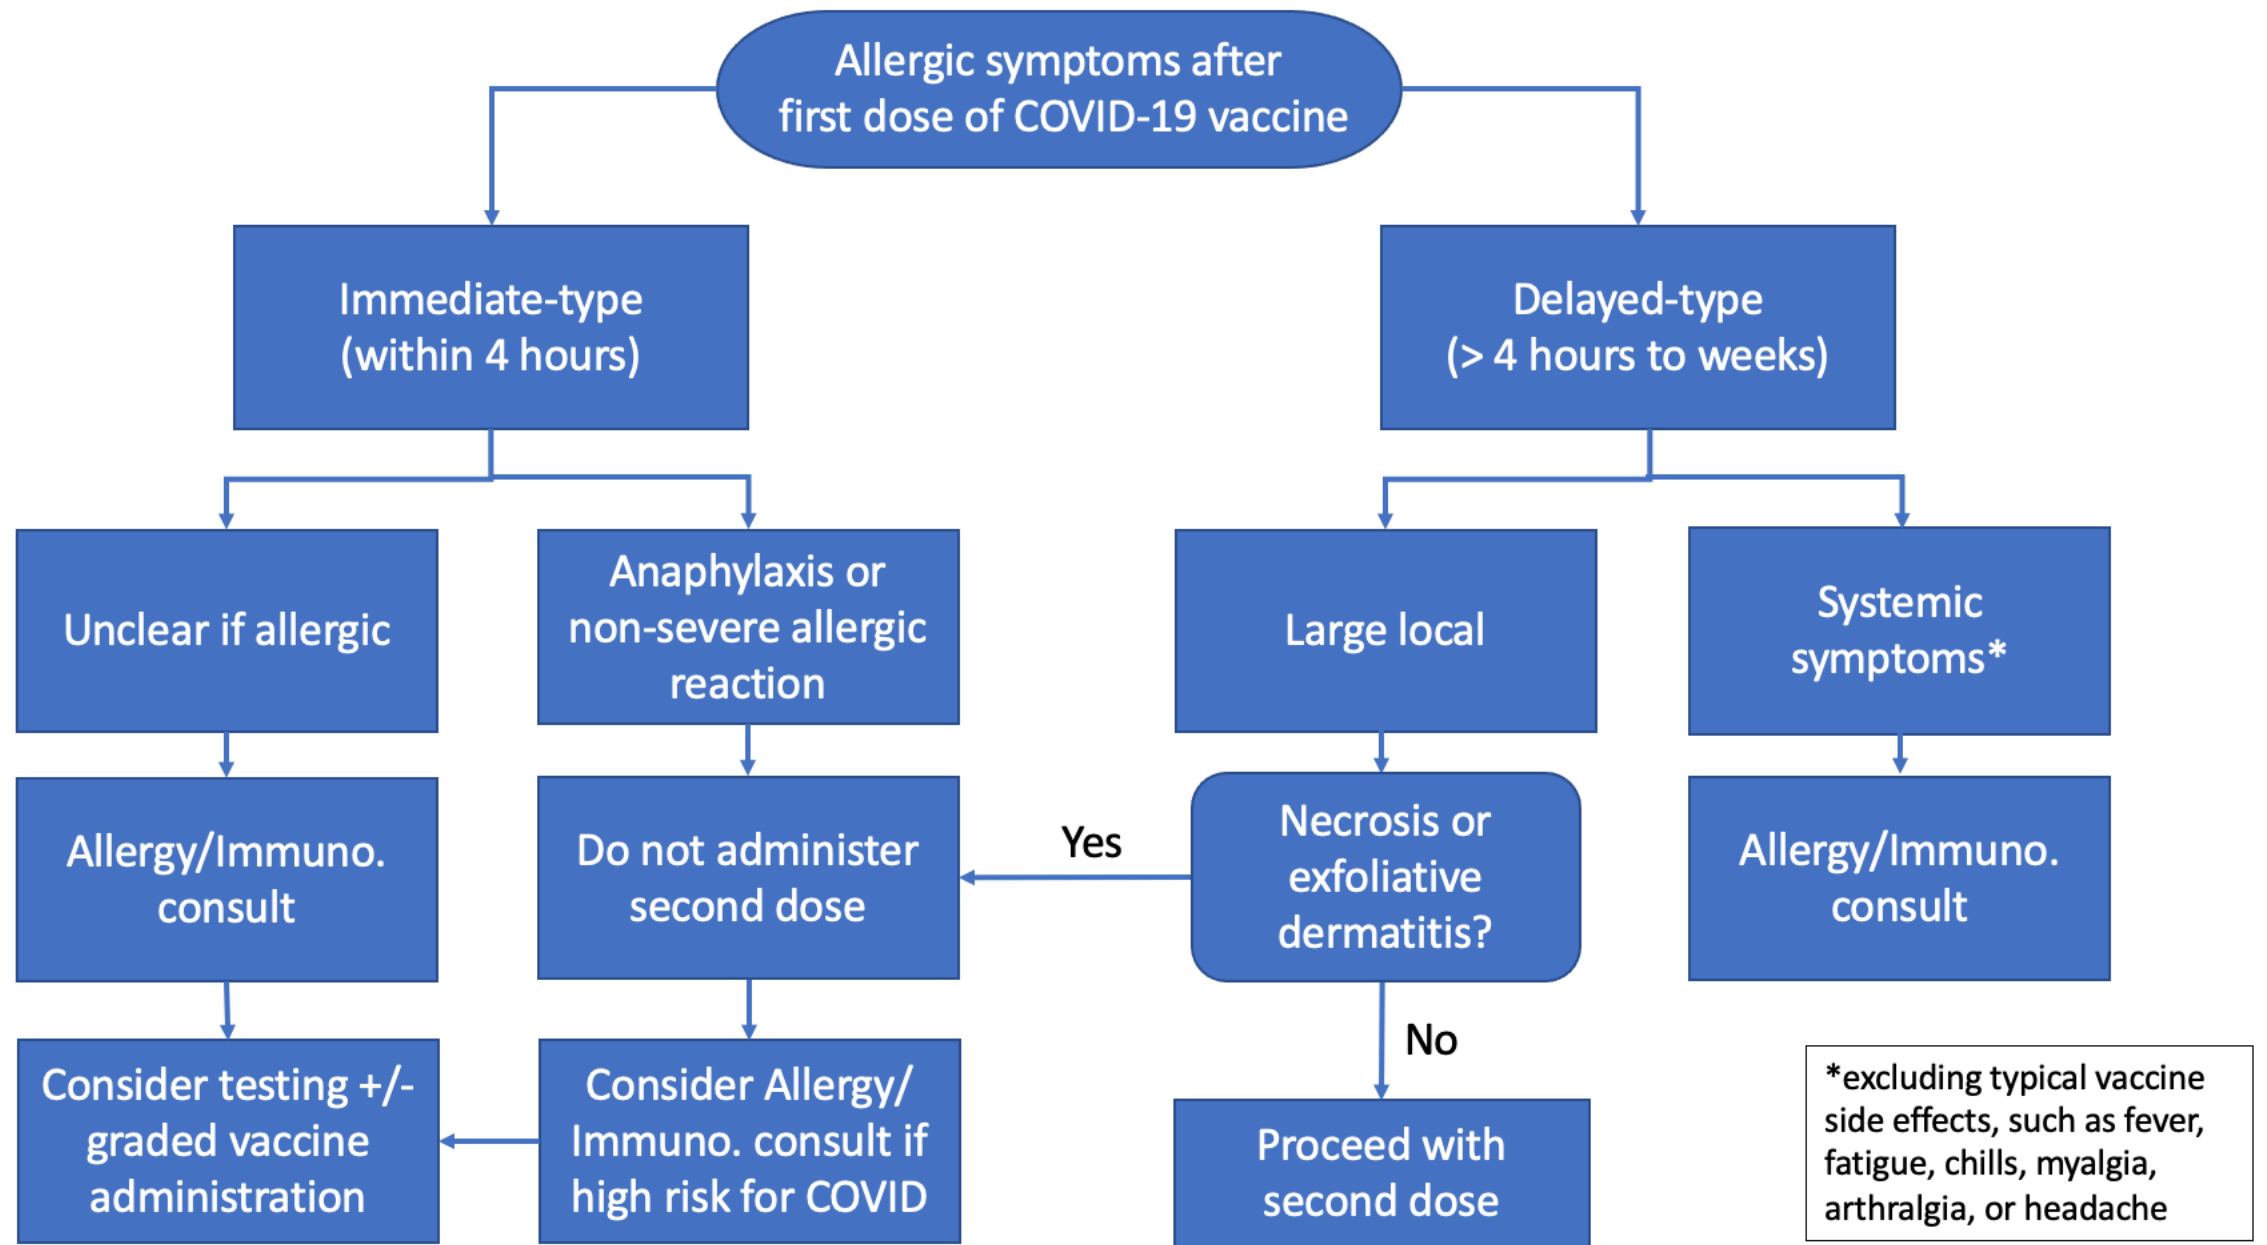 Allergic symptoms after
first dose of COVID-19 vaccine
Immediate-type
(within 4 hours)
Delayed-type
(> 4 hours to weeks)
Unclear if allergic
Anaphylaxis or
non-severe allergic
reaction
Large local
Systemic
symptoms*
Allergy/Immuno.
consult
Do not administer
second dose
Yes
Necrosis or
exfoliative
dermatitis?
Allergy/Immuno.
consult
No
Consider testing +/-
graded vaccine
administration
Consider Allergy/
Immuno. consult if
high risk for COVID
Proceed with
second dose
*excluding typical vaccine
side effects, such as fever,
fatigue, chills, myalgia,
arthralgia, or headache